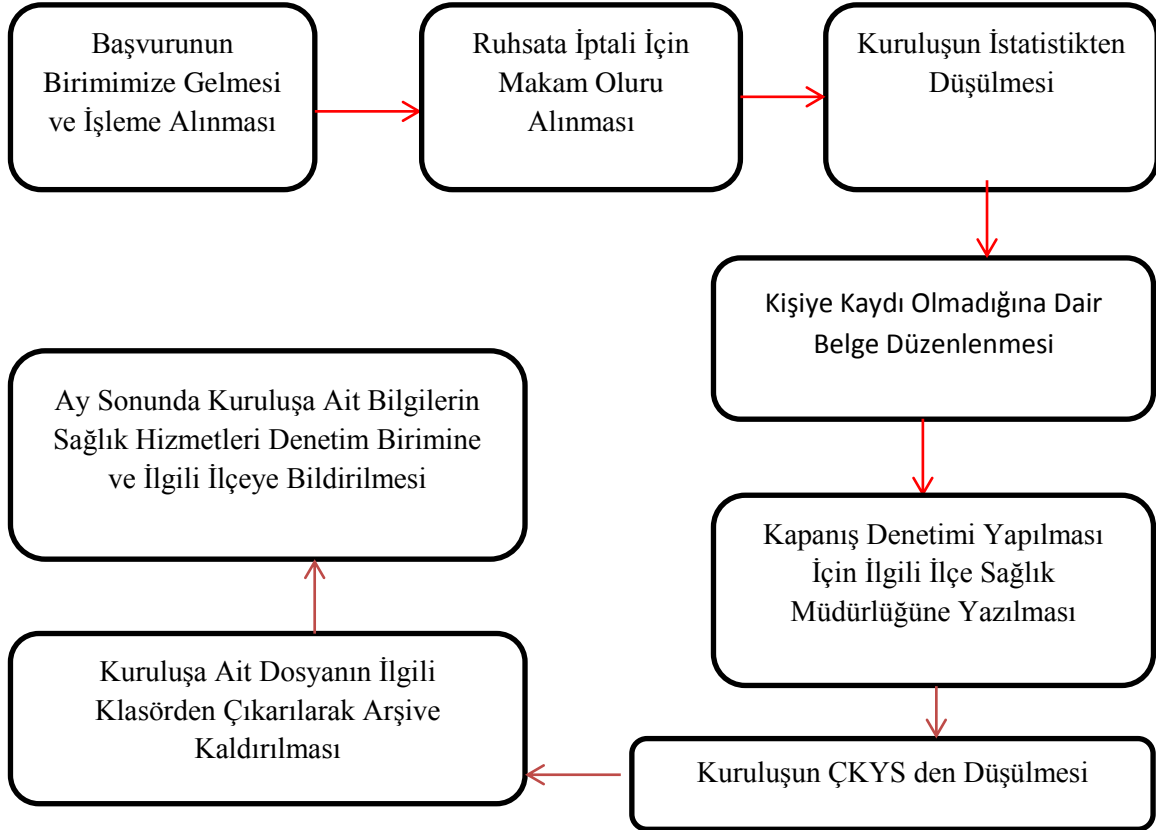 Başvurunun
Birimimize Gelmesi
ve İşleme Alınması
Ruhsata İptali İçin
Makam Oluru
Alınması
Kuruluşun İstatistikten
Düşülmesi
Kişiye Kaydı Olmadığına Dair
Belge Düzenlenmesi
Kapanış Denetimi Yapılması
İçin İlgili İlçe Sağlık
Müdürlüğüne Yazılması
Kuruluşun ÇKYS den Düşülmesi
Kuruluşa Ait Dosyanın İlgili
Klasörden Çıkarılarak Arşive
Kaldırılması
Ay Sonunda Kuruluşa Ait Bilgilerin
Sağlık Hizmetleri Denetim Birimine
ve İlgili İlçeye Bildirilmesi